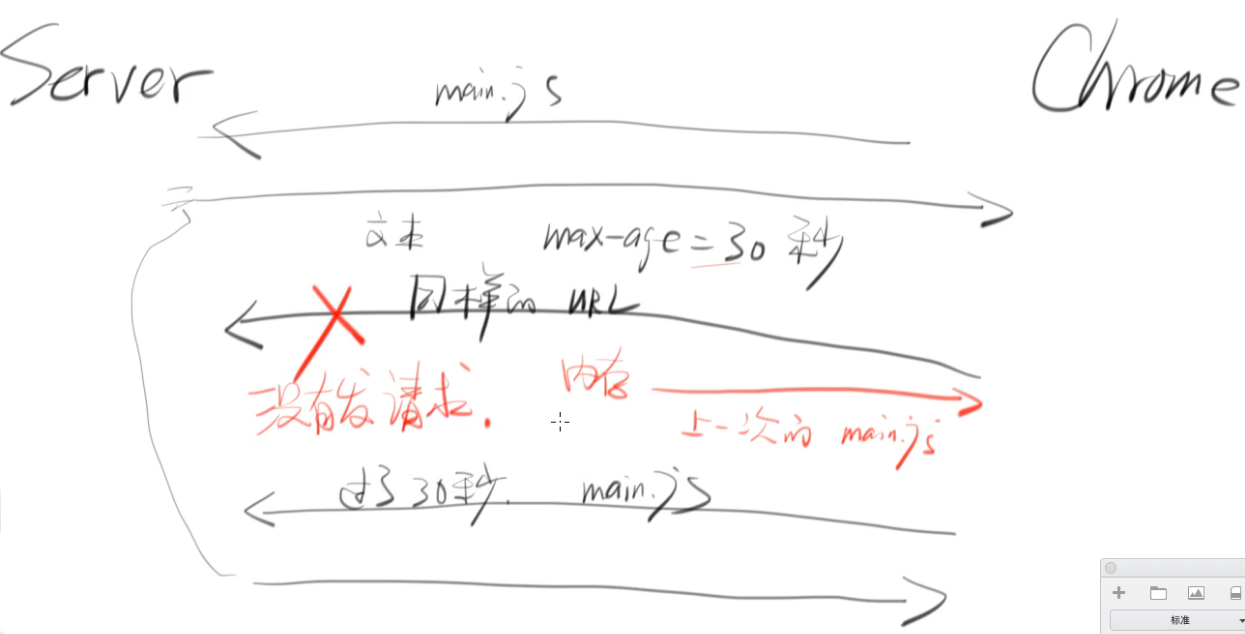 Server
Chrome
main.js
文本 max-age=30 秒
同样的 URL
没有发请求.
内存
上一次的 main.js
过了30秒. main.js
标准